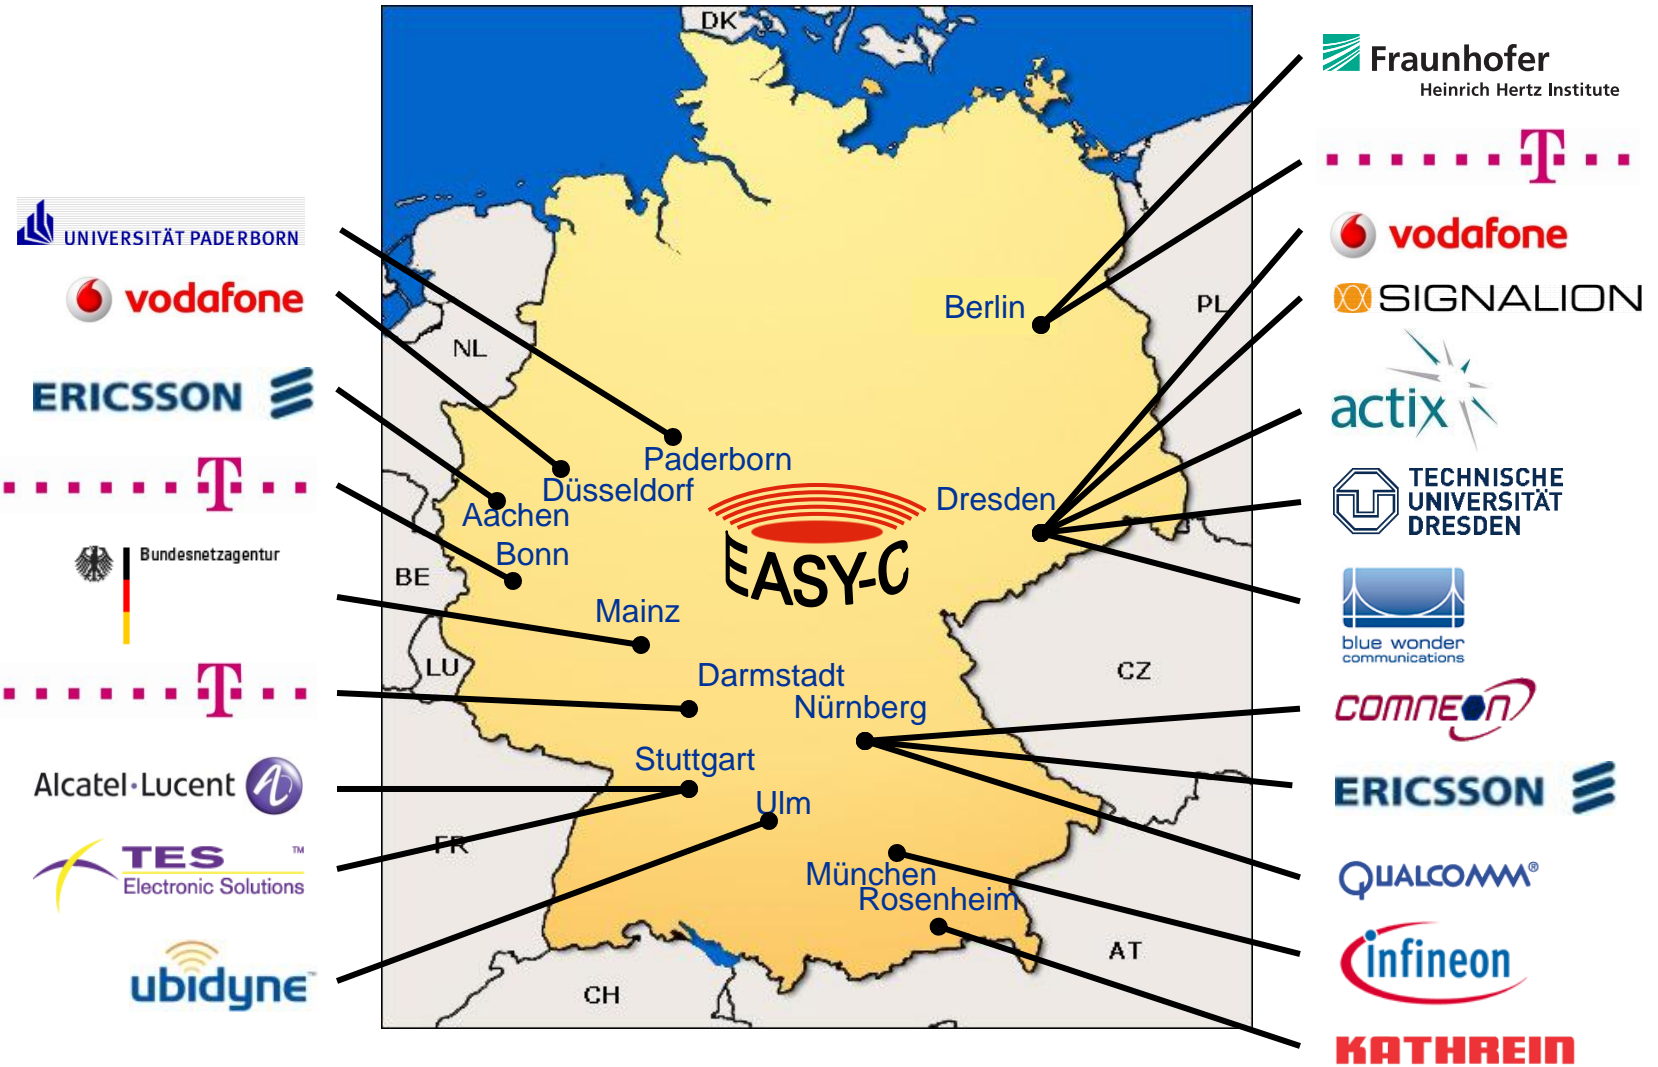 UNIVERSITÄT PADERBORN
vodafone
ERICSSON
T
Bundesnetzagentur
T
Alcatel·Lucent
TES ™
Electronic Solutions
ubidyne™
DK
PL
NL
BE
LU
FR
CH
AT
CZ
Berlin
Paderborn
Düsseldorf
Aachen
Bonn
Mainz
Darmstadt
Nürnberg
Stuttgart
Ulm
München
Rosenheim
Dresden
EASY-C
Fraunhofer
Heinrich Hertz Institute
T
vodafone
SIGNALION
actix
TECHNISCHE
UNIVERSITÄT
DRESDEN
blue wonder
communications
COMNEON
ERICSSON
QUALCOMM®
infineon
KATHREIN